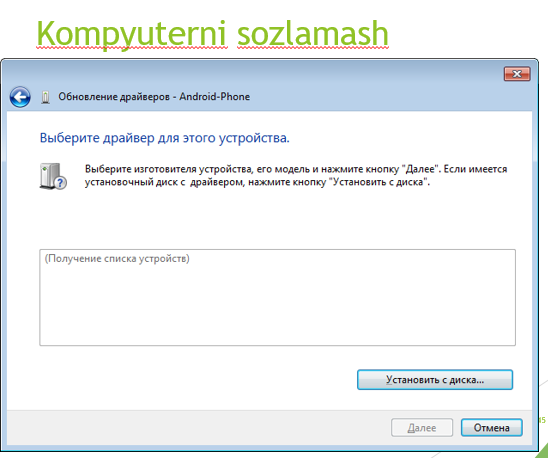 Kompyuterni sozlamash
Обновление драйверов - Android-Phone
Выберите драйвер для этого устройства.
Выберите изготовителя устройства, его модель и нажмите кнопку "Далее". Если имеется
установочный диск с драйвером, нажмите кнопку "Установить с диска".
(Получение списка устройств)
Установить с диска...
Далее
Отмена